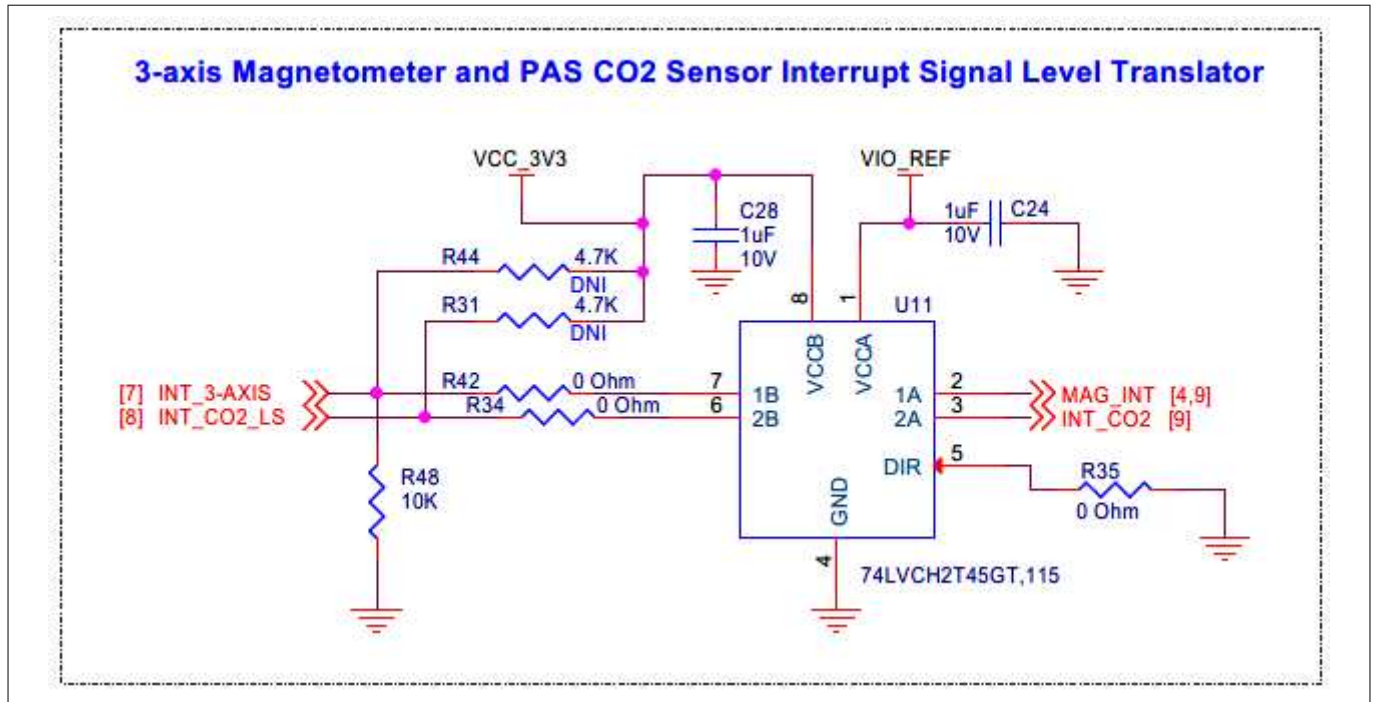 3-axis Magnetometer and PAS CO2 Sensor Interrupt Signal Level Translator
VCC_3V3
VIO_REF
C28
1uF
10V
1uF
10V
C24
R44
4.7K
DNI
R31
4.7K
DNI
8
1
U11
VCCB
VCCA
[7] INT_3-AXIS
R42
0 Ohm
7
1B
1A
2
MAG_INT [4,9]
[8] INT_CO2_LS
R34
0 Ohm
6
2B
2A
3
INT_CO2 [9]
DIR
5
R35
0 Ohm
R48
10K
GND
4
74LVCH2T45GT,115